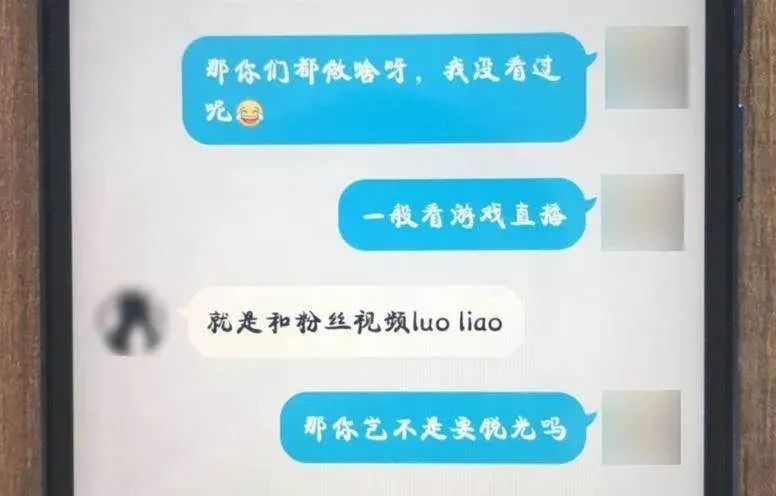 那你们都做啥呀，我没看过
呢😂
一般看游戏直播
就是和粉丝视频luo liao
那你岂不是要脱光吗